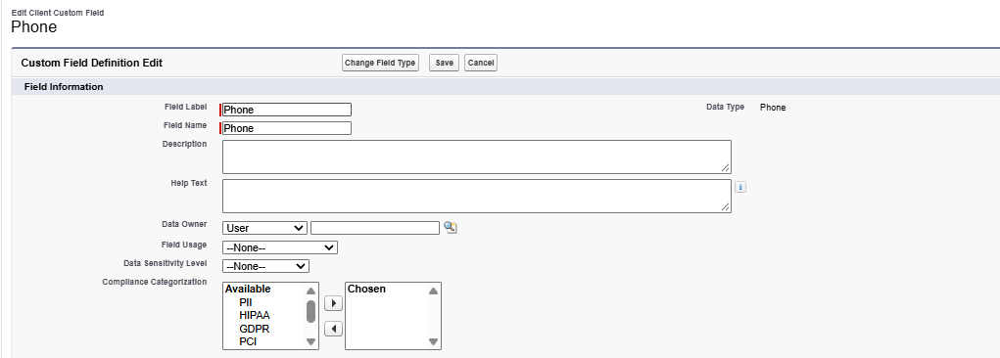 Edit Client Custom Field
Phone
Custom Field Definition Edit Change Field Type Save Cancel
Field Information
Field Label Phone Data Type Phone
Field Name Phone
Description
Help Text i
Data Owner User
Field Usage --None--
Data Sensitivity Level --None--
Compliance Categorization
Available Chosen
PII
HIPAA
GDPR
PCI